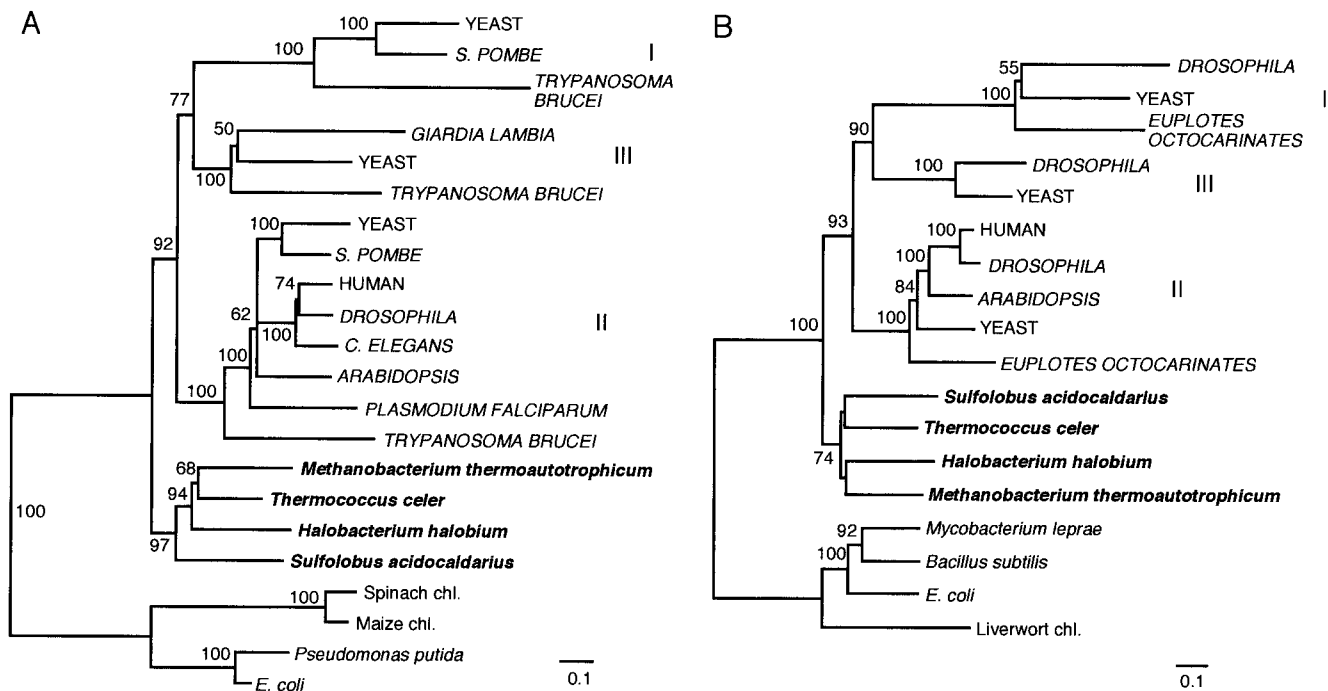 A
100
YEAST
100
S. POMBE
I
TRYPANOSOMA
BRUCEI
77
50
GIARDIA LAMBIA
YEAST
III
100
TRYPANOSOMA BRUCEI
92
100
YEAST
S. POMBE
74
HUMAN
62
DROSOPHILA
II
100
C. ELEGANS
100
ARABIDOPSIS
100
PLASMODIUM FALCIPARUM
TRYPANOSOMA BRUCEI
68
Methanobacterium thermoautotrophicum
94
Thermococcus celer
100
Halobacterium halobium
97
Sulfolobus acidocaldarius
100
Spinach chl.
Maize chl.
100
Pseudomonas putida
E. coli
0.1
B
55
DROSOPHILA
100
YEAST
I
EUPLOTES
OCTOCARINATES
90
100
DROSOPHILA
III
YEAST
93
100
HUMAN
100
DROSOPHILA
84
ARABIDOPSIS
II
100
YEAST
100
EUPLOTES OCTOCARINATES
Sulfolobus acidocaldarius
Thermococcus celer
74
Halobacterium halobium
Methanobacterium thermoautotrophicum
92
Mycobacterium leprae
100
Bacillus subtilis
E. coli
Liverwort chl.
0.1